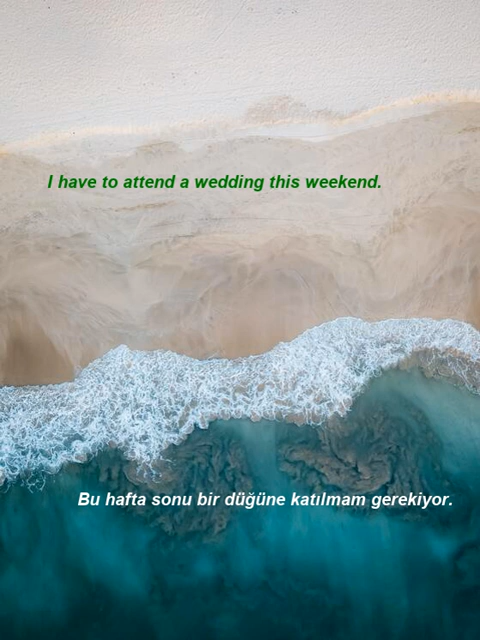 I have to attend a wedding this weekend.
Bu hafta sonu bir düğüne katılmam gerekiyor.